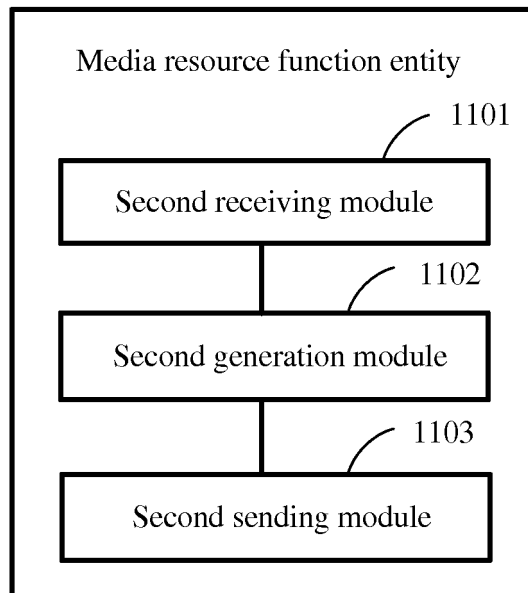 Media resource function entity
1101
Second receiving module
1102
Second generation module
1103
Second sending module